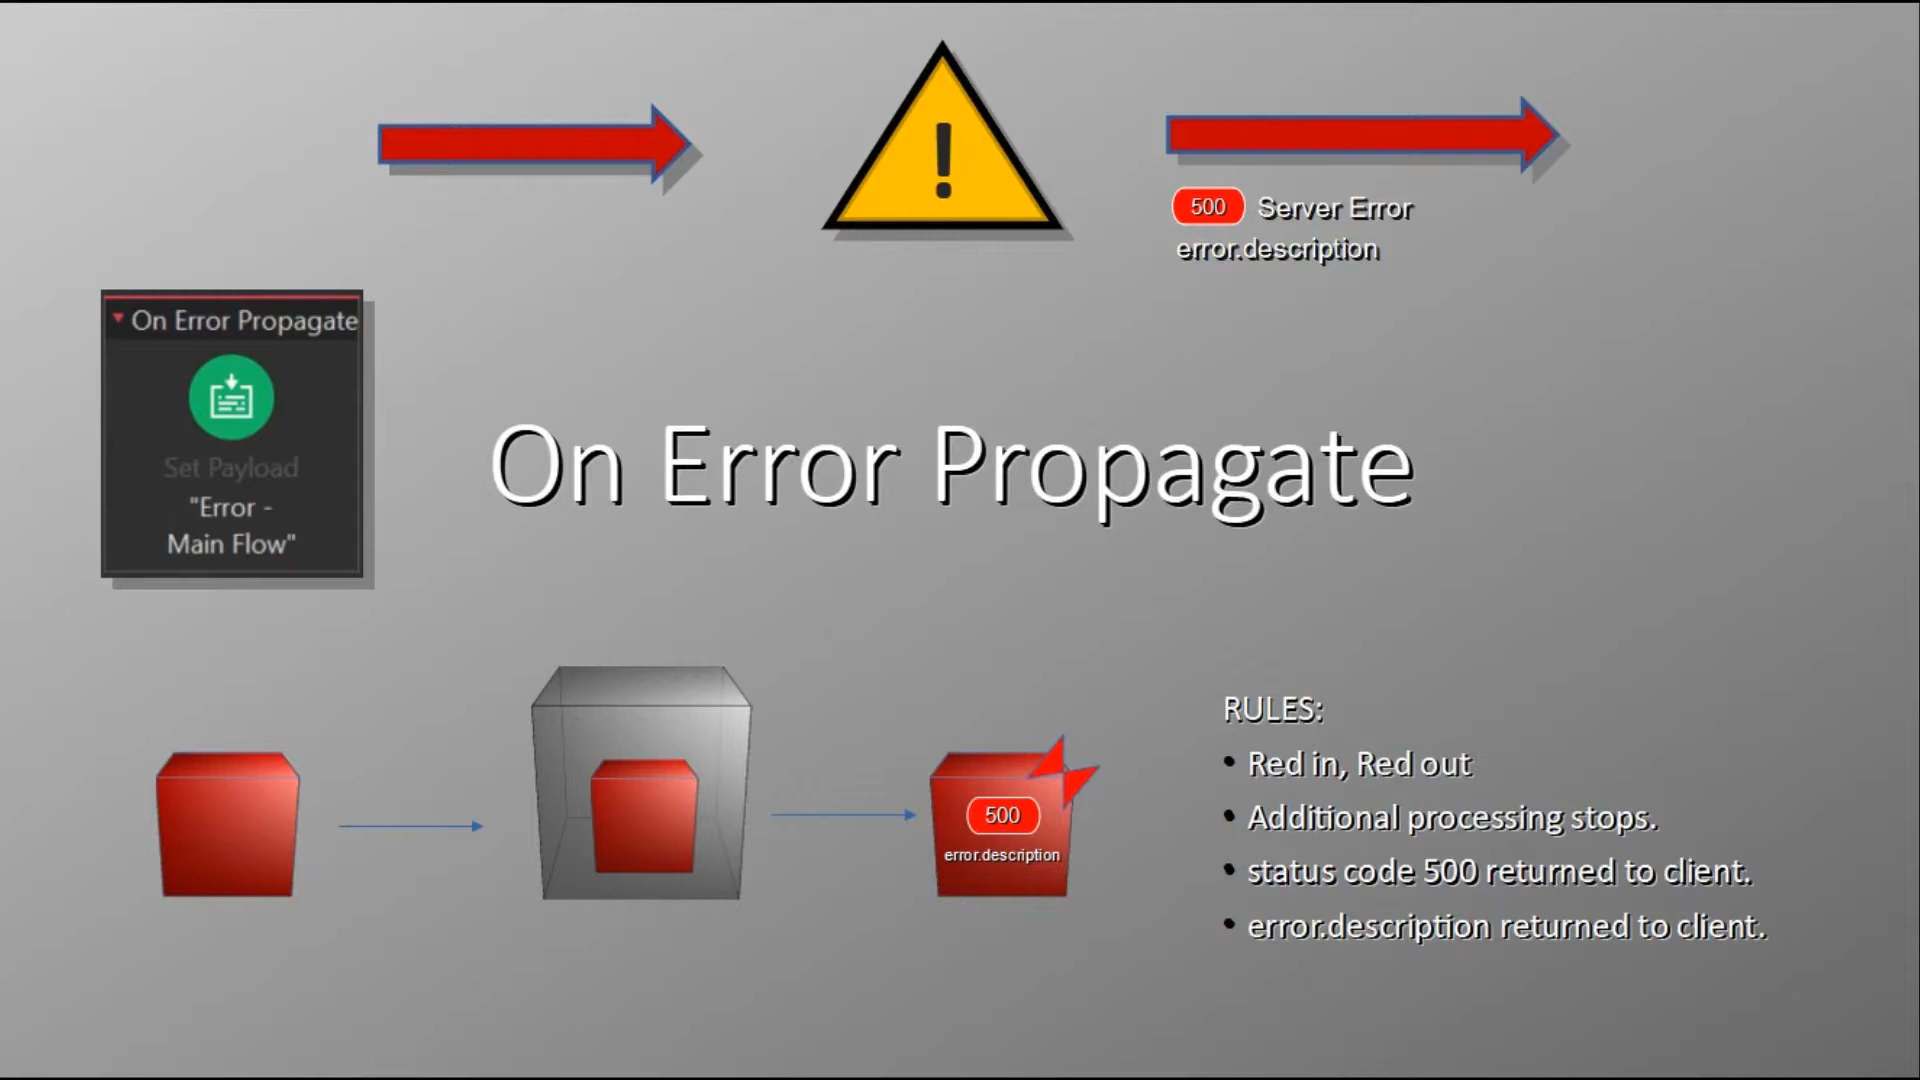 500 Server Error
error.description
On Error Propagate
Set Payload
"Error -
Main Flow"
On Error Propagate
500
error.description
RULES:
• Red in, Red out
• Additional processing stops.
• status code 500 returned to client.
• error.description returned to client.